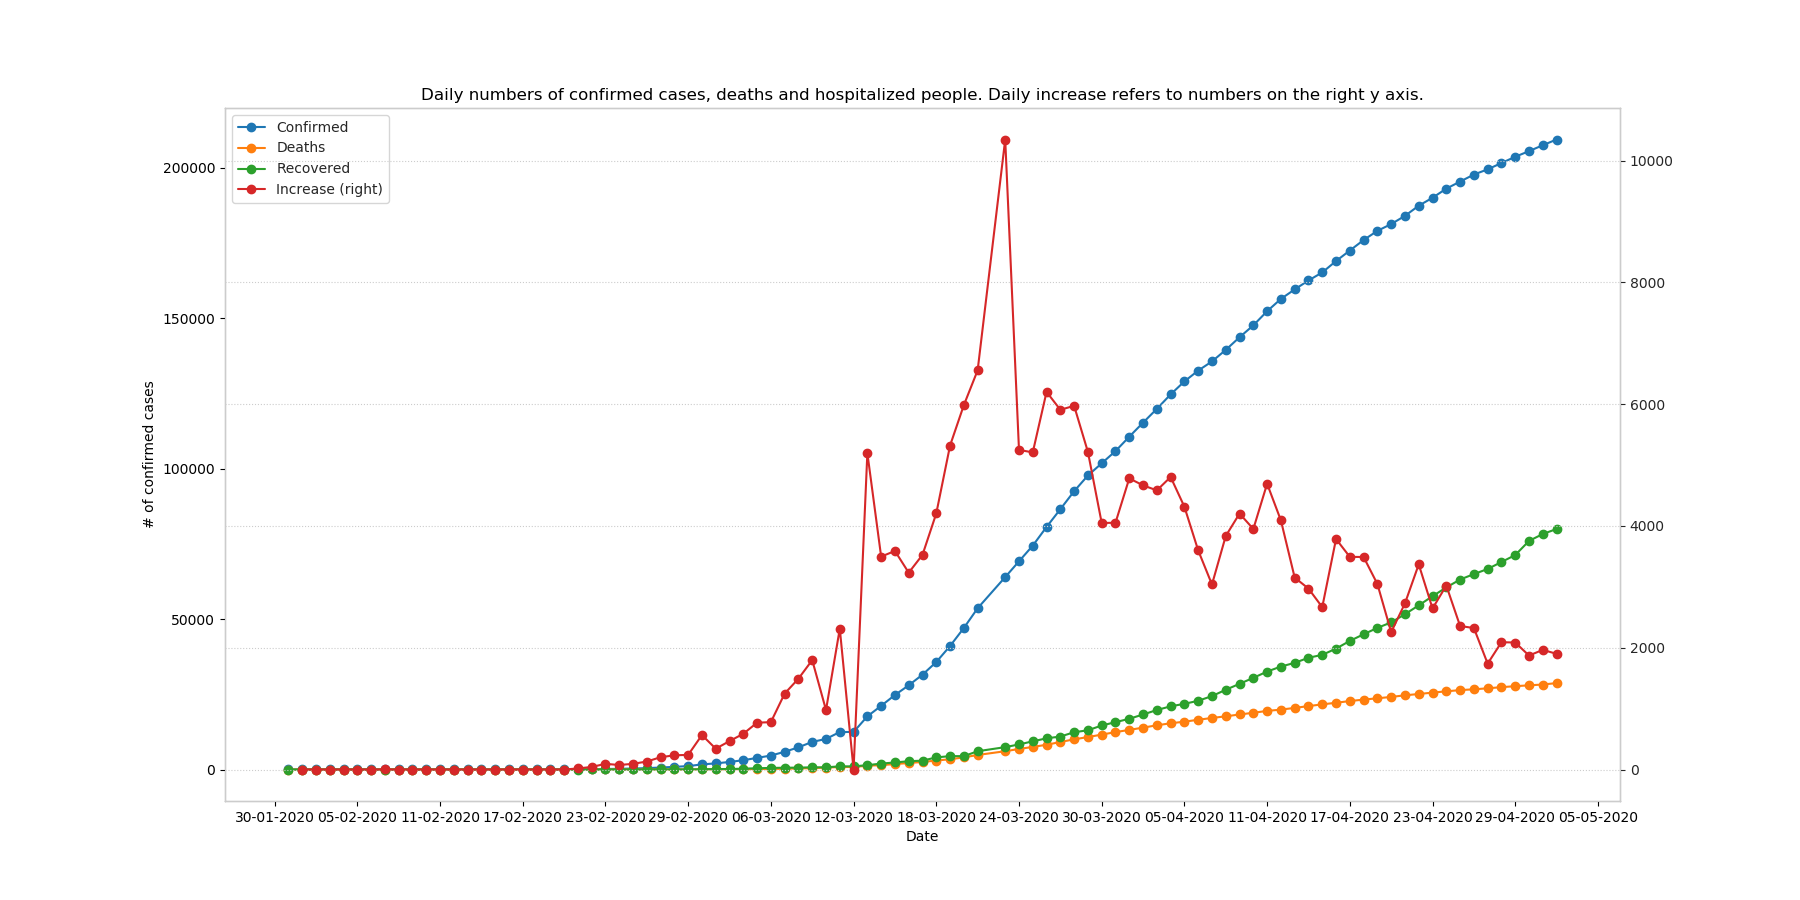 Daily numbers of confirmed cases, deaths and hospitalized people. Daily increase refers to numbers on the right y axis.
Confirmed
Deaths
Recovered
Increase (right)
# of confirmed cases
200000
150000
100000
50000
0
10000
8000
6000
4000
2000
0
30-01-2020 05-02-2020 11-02-2020 17-02-2020 23-02-2020 29-02-2020 06-03-2020 12-03-2020 18-03-2020 24-03-2020 30-03-2020 05-04-2020 11-04-2020 17-04-2020 23-04-2020 29-04-2020 05-05-2020
Date